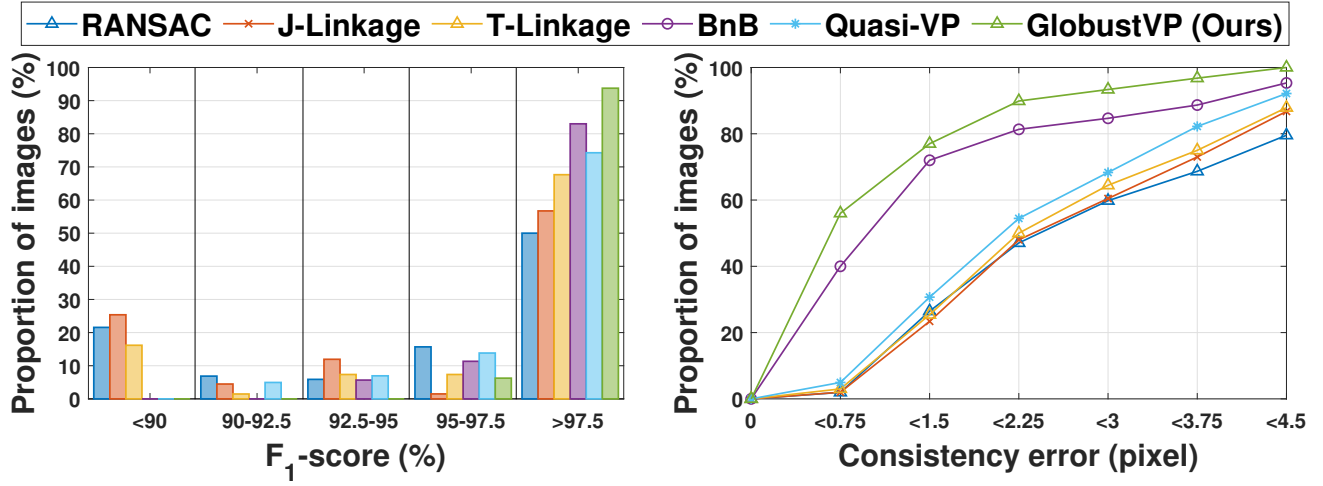 RANSAC J-Linkage T-Linkage BnB Quasi-VP GlobustVP (Ours)
Proportion of images (%)
100
90
80
70
60
50
40
30
20
10
0
<90 90-92.5 92.5-95 95-97.5 >97.5
F1-score (%)
Proportion of images (%)
100
80
60
40
20
0
0 <0.75 <1.5 <2.25 <3 <3.75 <4.5
Consistency error (pixel)